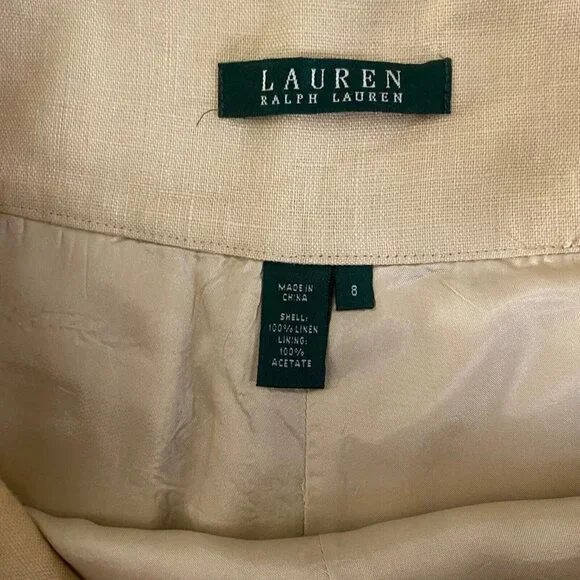 LAUREN
RALPH LAUREN
MADE IN
CHINA
SHELL:
100% LINEN
LINING:
100%
ACETATE
8